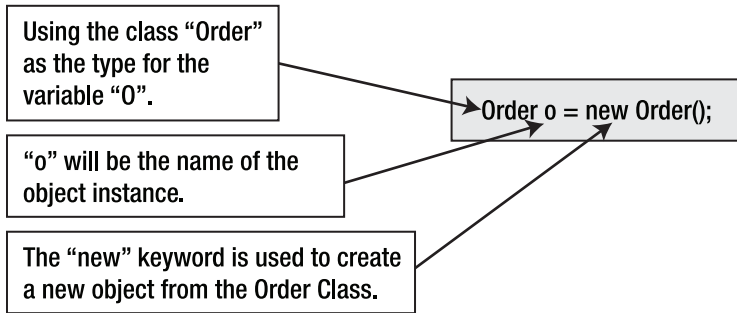 Using the class “Order”
as the type for the
variable “O”.
Order o = new Order();
“o” will be the name of the
object instance.
The “new” keyword is used to create
a new object from the Order Class.